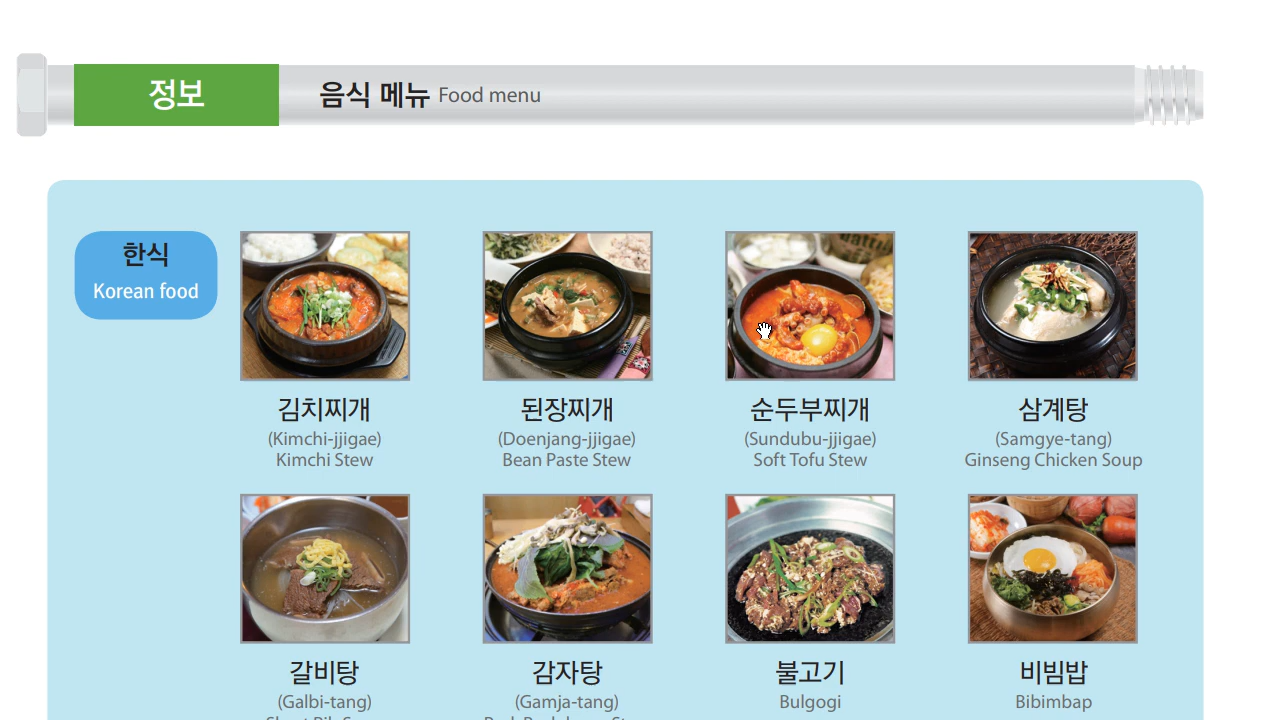 정보
음식 메뉴 Food menu
한식
Korean food
김치찌개
(Kimchi-jjigae)
Kimchi Stew
된장찌개
(Doenjang-jjigae)
Bean Paste Stew
순두부찌개
(Sundubu-jjigae)
Soft Tofu Stew
삼계탕
(Samgye-tang)
Ginseng Chicken Soup
갈비탕
(Galbi-tang)
감자탕
(Gamja-tang)
불고기
Bulgogi
비빔밥
Bibimbap